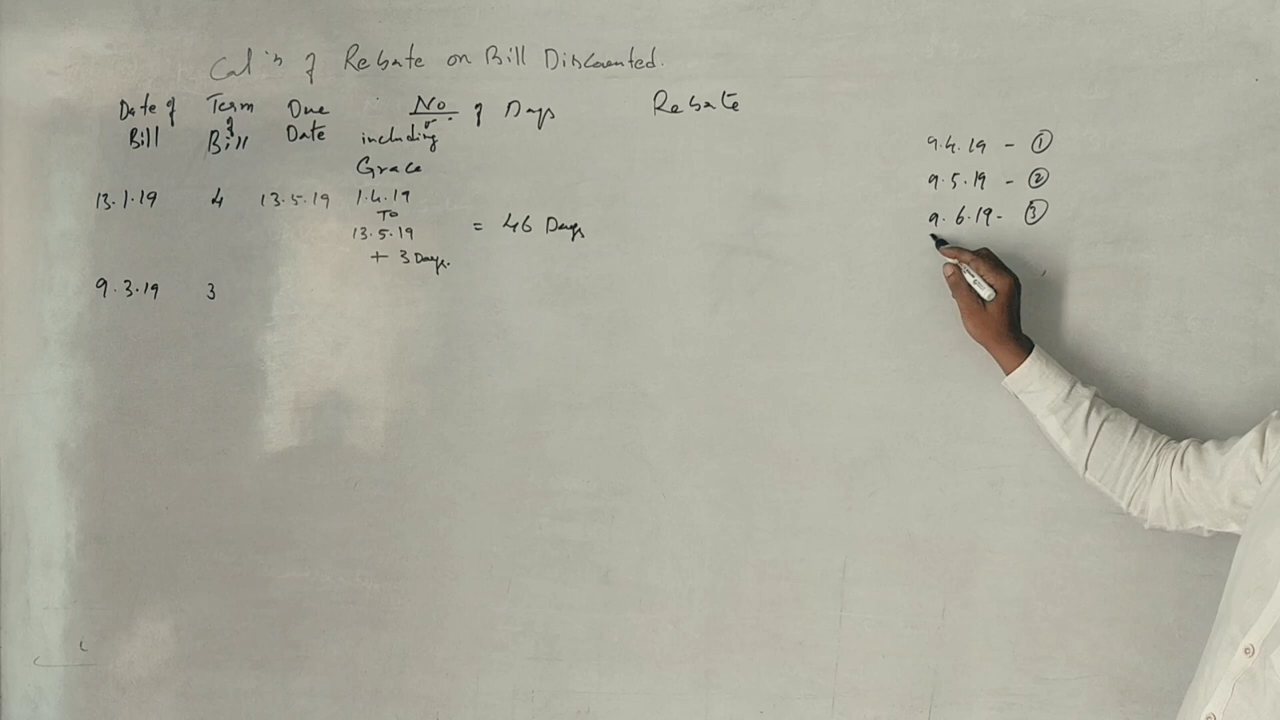 Cal'n of Rebate on Bill Discounted.
Date of Bill
Term of Bill
Due Date
No. of Days including Grace
Rebate
13.1.19 4 13.5.19 1.4.19
To
13.5.19 = 46 Days
+ 3 Days.
9.3.19 3
9.4.19 - 1
9.5.19 - 2
9.6.19 - 3